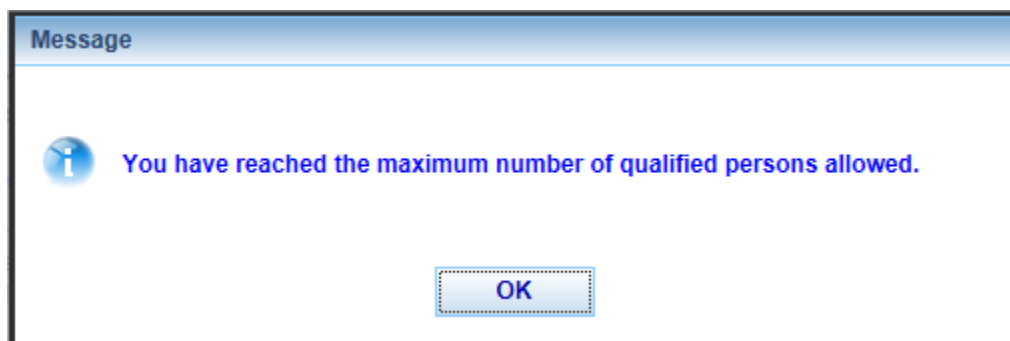 Message
You have reached the maximum number of qualified persons allowed.
OK